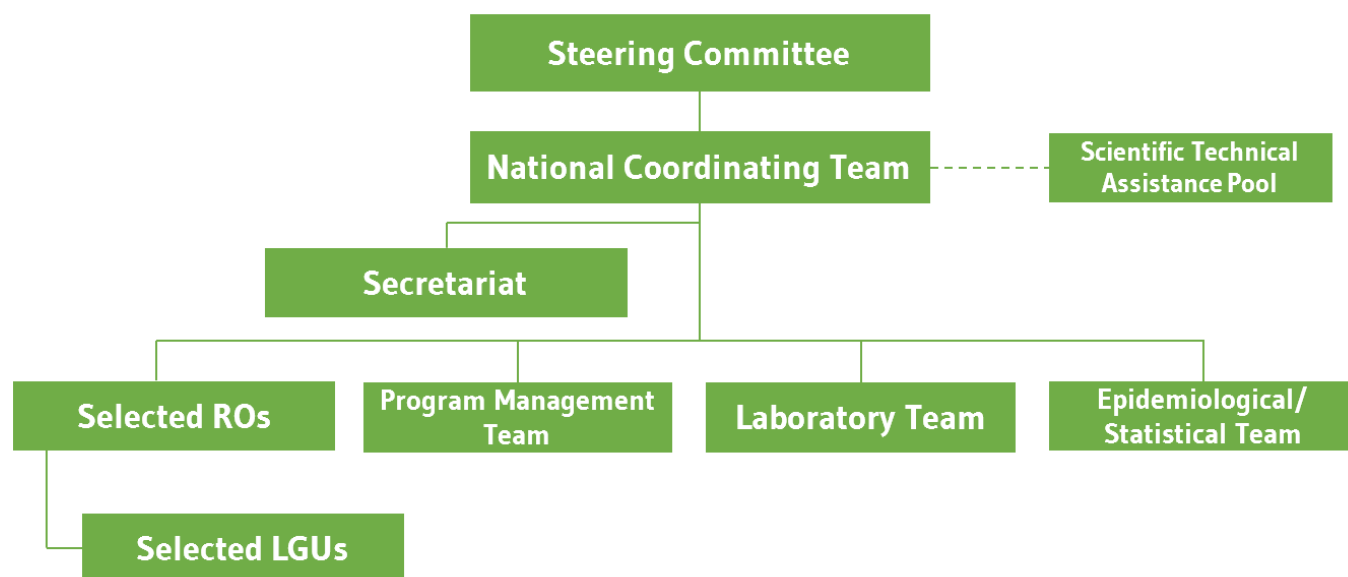 Steering Committee
National Coordinating Team
Scientific Technical
Assistance Pool
Secretariat
Selected ROs
Program Management
Team
Laboratory Team
Epidemiological/
Statistical Team
Selected LGUs